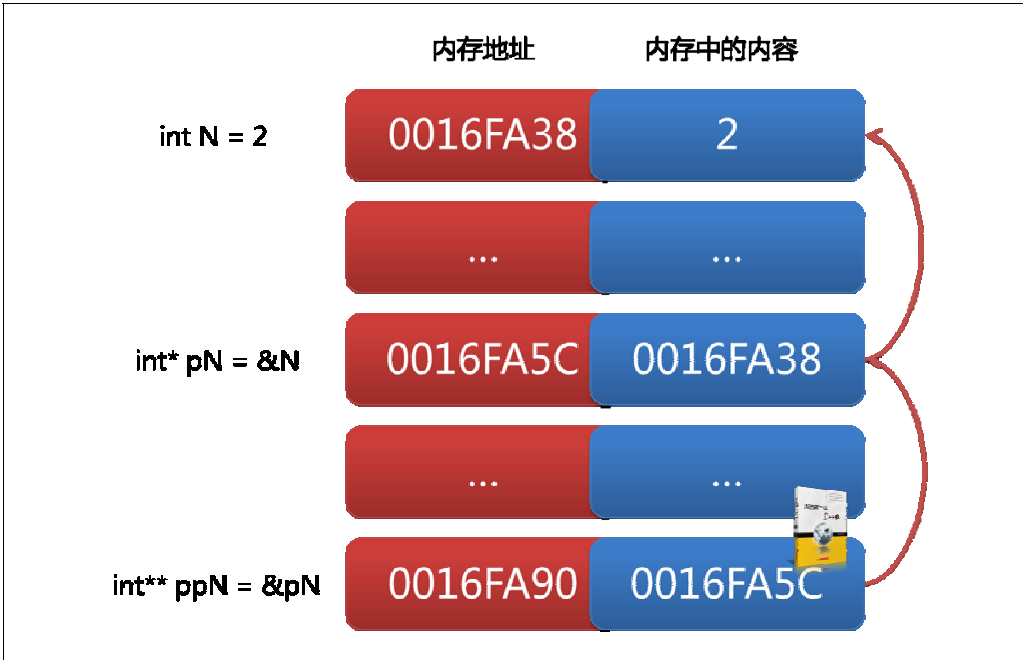 内存地址 内存中的内容
int N = 2 0016FA38 2
... ...
int* pN = &N 0016FA5C 0016FA38
... ...
int** ppN = &pN 0016FA90 0016FA5C